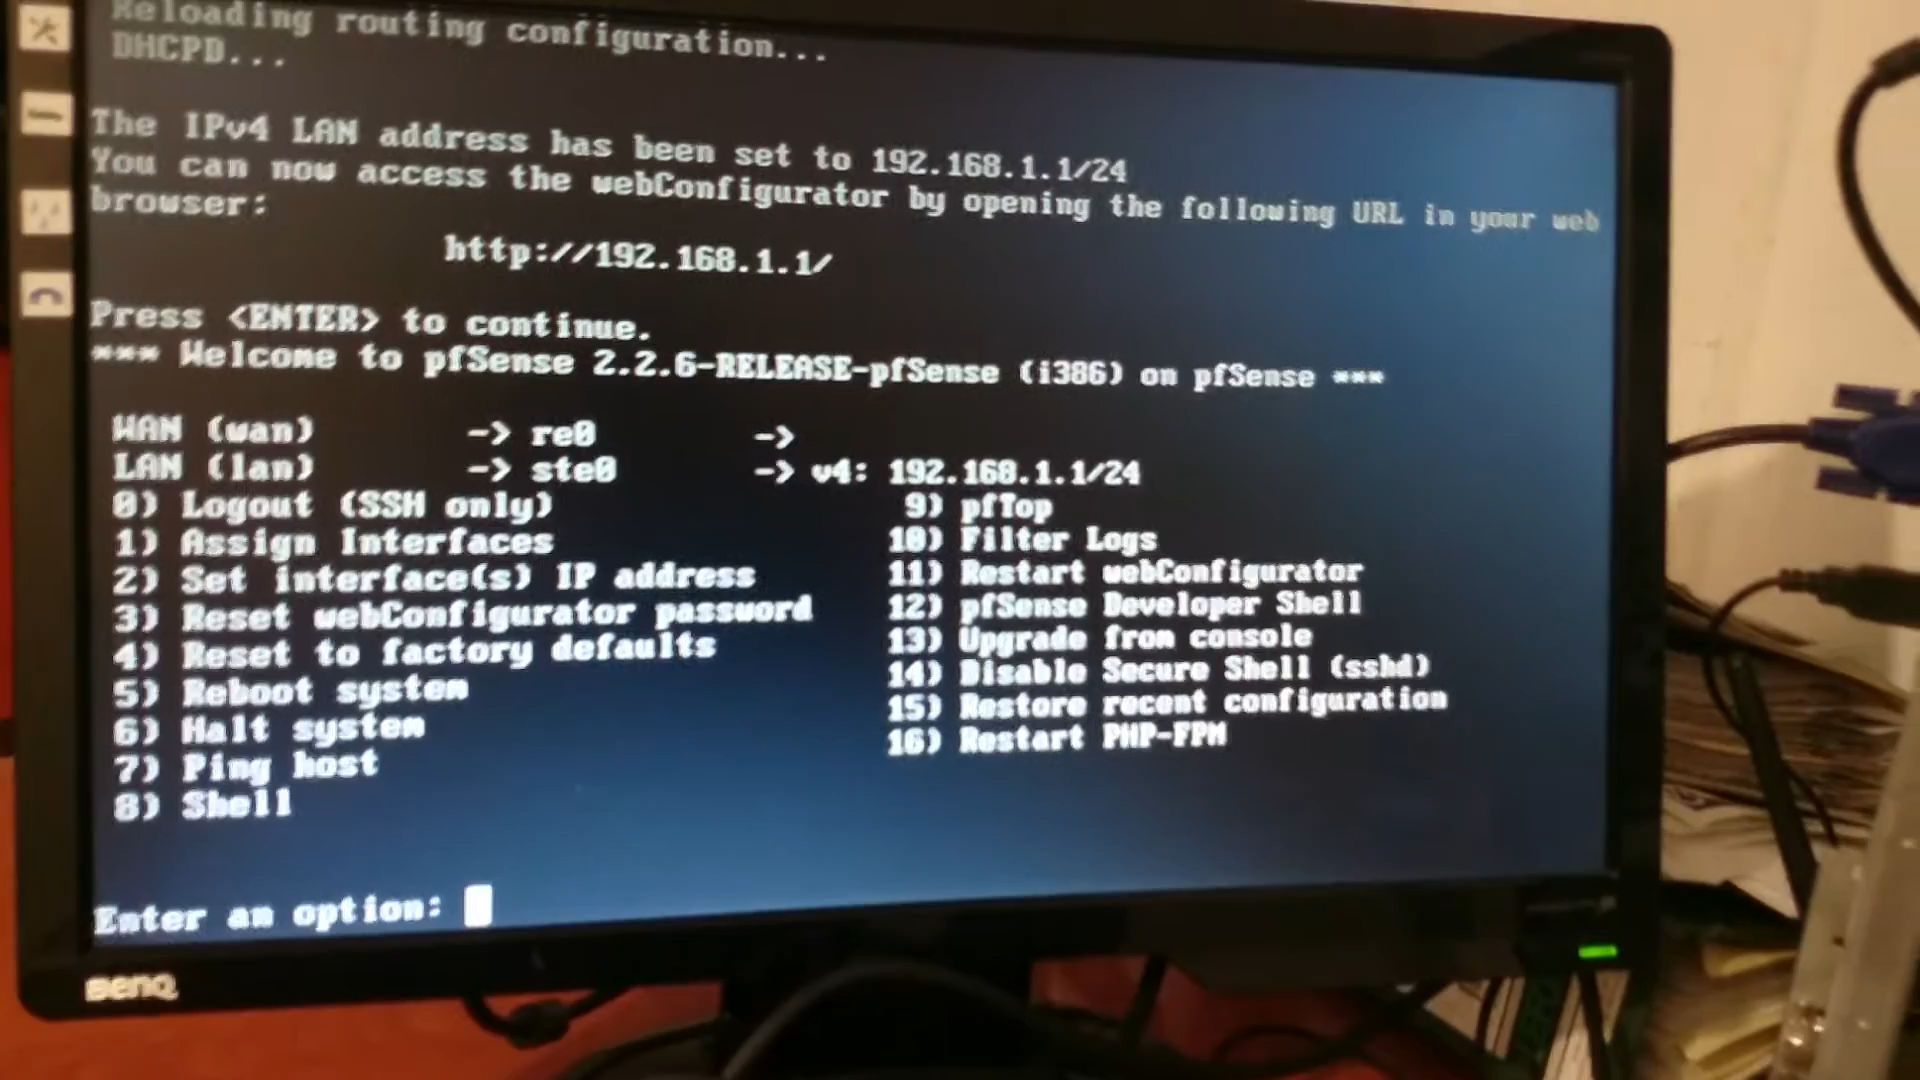 Reloading routing configuration...
DHCPD...
The IPv4 LAN address has been set to 192.168.1.1/24
You can now access the webConfigurator by opening the following URL in your web
browser:
http://192.168.1.1/
Press <ENTER> to continue.
*** Welcome to pfSense 2.2.6-RELEASE-pfSense (i386) on pfSense ***
WAN (wan) -> re0 ->
LAN (lan) -> ste0 -> v4: 192.168.1.1/24
0) Logout (SSH only) 9) pfTop
1) Assign Interfaces 10) Filter Logs
2) Set interface(s) IP address 11) Restart webConfigurator
3) Reset webConfigurator password 12) pfSense Developer Shell
4) Reset to factory defaults 13) Upgrade from console
5) Reboot system 14) Disable Secure Shell (sshd)
6) Halt system 15) Restore recent configuration
7) Ping host 16) Restart PHP-FPM
8) Shell
Enter an option:
BenQ